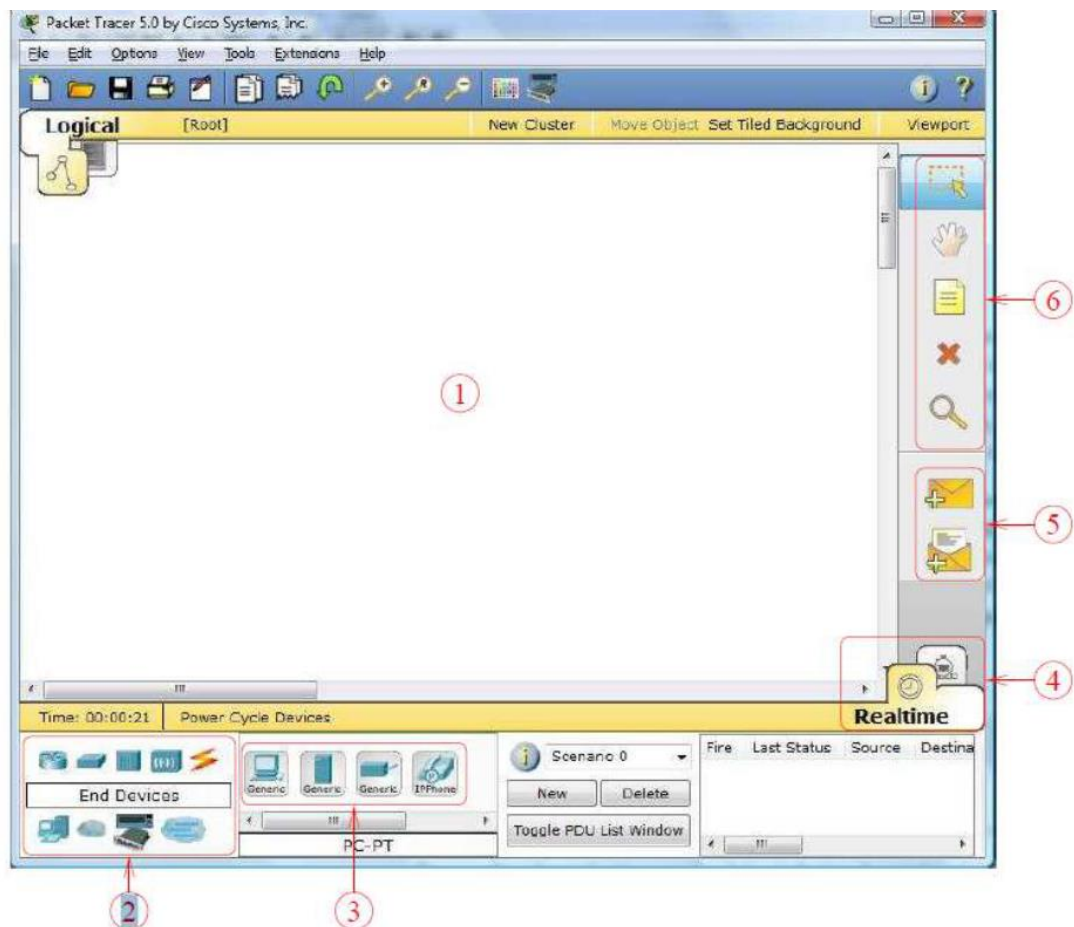 Packet Tracer 5.0 by Cisco Systems, Inc.
File Edit Options View Tools Extensions Help
Logical [Root] New Cluster Move Object Set Tiled Background Viewport
1
6
5
4
Time: 00:00:21 Power Cycle Devices Realtime
End Devices
Generic Generic Generic IPPhone
PC-PT
Scenario 0
New Delete
Toggle PDU List Window
Fire Last Status Source Destina
2 3